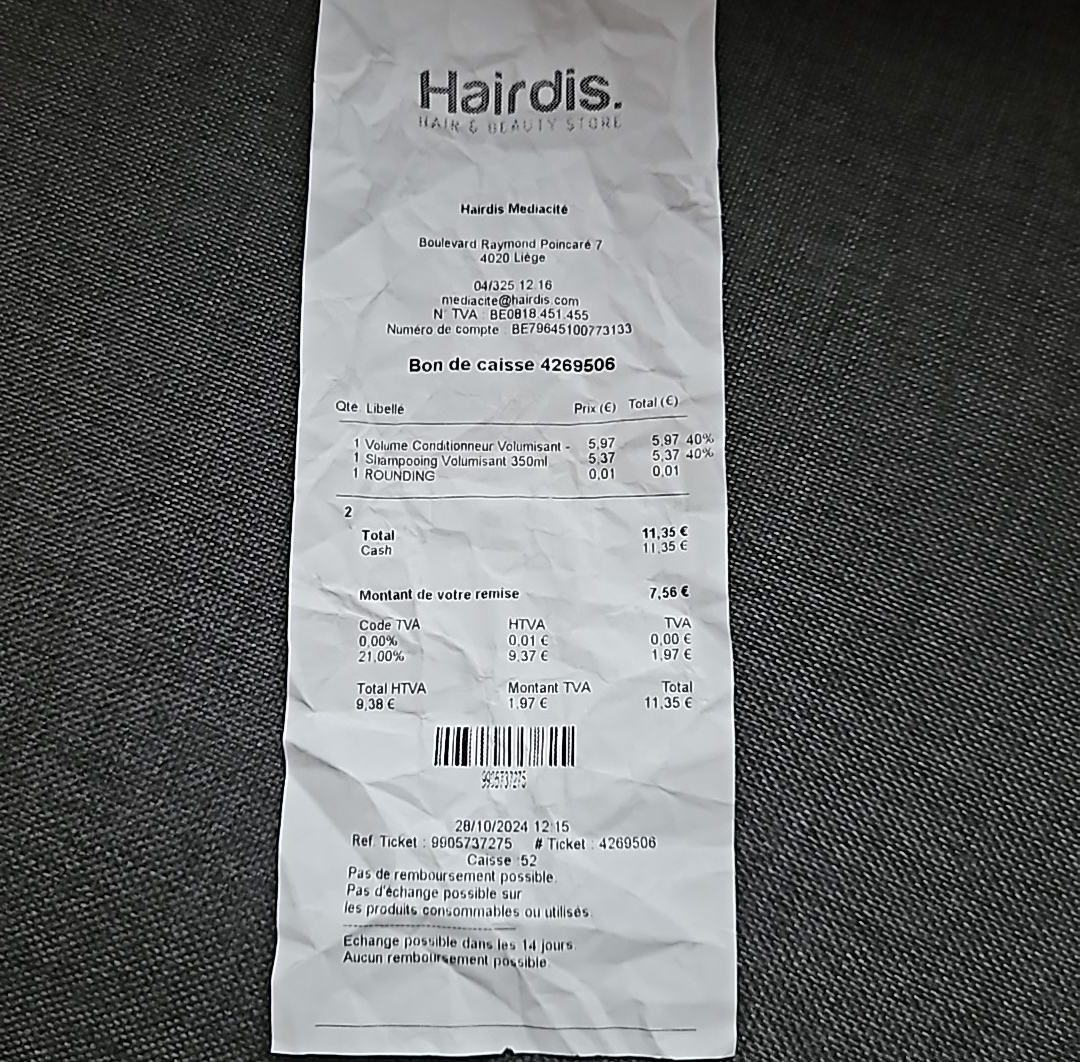 Hairdis.
HAIR & BEAUTY STORE
Hairdis Mediacité
Boulevard Raymond Poincaré 7
4020 Liège
04/325 12 16
mediacite@hairdis.com
N° TVA : BE0818.451.455
Numéro de compte : BE79645100773133
Bon de caisse 4269506
Qté Libellé Prix (€) Total (€)
1 Volume Conditionneur Volumisant - 5,97 5,97 40%
1 Shampooing Volumisant 350ml 5,37 5,37 40%
1 ROUNDING 0,01 0,01
2
Total 11,35 €
Cash 11,35 €
Montant de votre remise 7,56 €
Code TVA HTVA TVA
0,00% 0,01 € 0,00 €
21,00% 9,37 € 1,97 €
Total HTVA Montant TVA Total
9,38 € 1,97 € 11,35 €
9905737275
28/10/2024 12:15
Ref. Ticket : 9905737275 # Ticket : 4269506
Caisse :52
Pas de remboursement possible.
Pas d'échange possible sur
les produits consommables ou utilisés.
Echange possible dans les 14 jours.
Aucun remboursement possible.